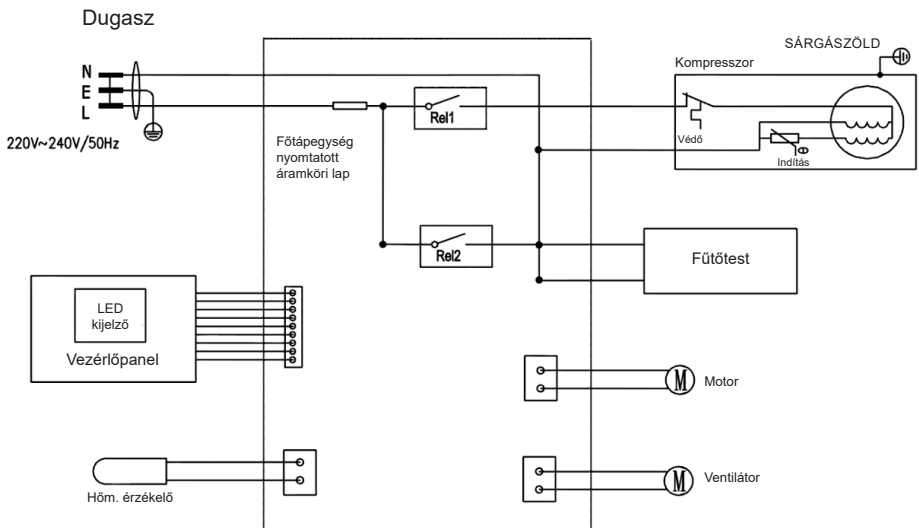 Dugasz
SÁRGÁSZÖLD
Kompresszor
N
E
L
220V~240V/50Hz
Rel1
Védő
Indítás
Főtápegység
nyomtatott
áramköri lap
Rel2
Fűtőtest
LED
kijelző
Vezérlőpanel
M
Motor
Hőm. érzékelő
M
Ventilátor